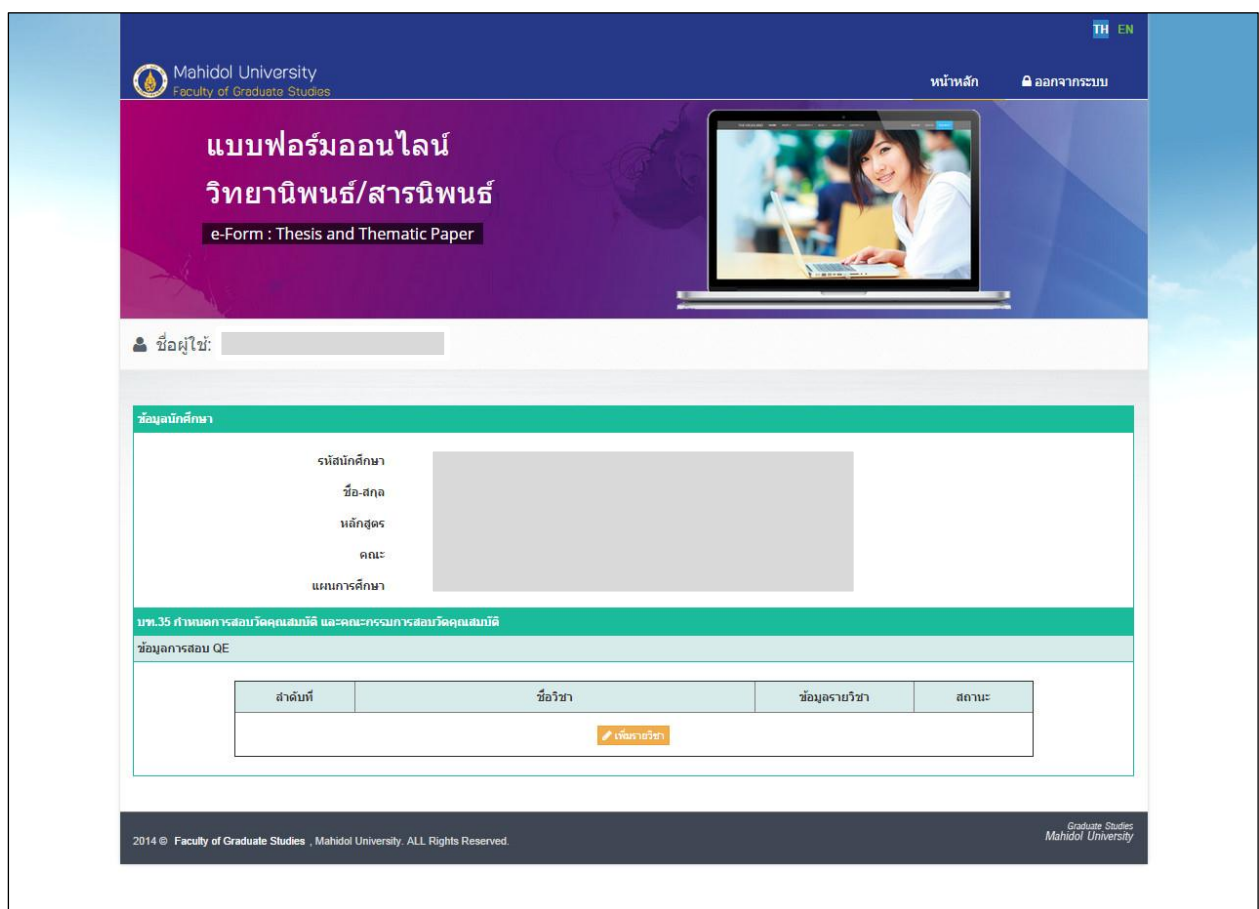 TH EN
Mahidol University
Faculty of Graduate Studies
หน้าหลัก ออกจากระบบ
แบบฟอร์มออนไลน์
วิทยานิพนธ์/สารนิพนธ์
e-Form : Thesis and Thematic Paper
ชื่อผู้ใช้:
ข้อมูลนักศึกษา
รหัสนักศึกษา
ชื่อ-สกุล
หลักสูตร
คณะ
แผนการศึกษา
บฑ.35 กำหนดการสอบวัดคุณสมบัติ และคณะกรรมการสอบวัดคุณสมบัติ
ข้อมูลการสอบ QE
ลำดับที่ ชื่อวิชา ข้อมูลรายวิชา สถานะ
เพิ่มรายวิชา
2014 © Faculty of Graduate Studies , Mahidol University. ALL Rights Reserved.
Graduate Studies
Mahidol University